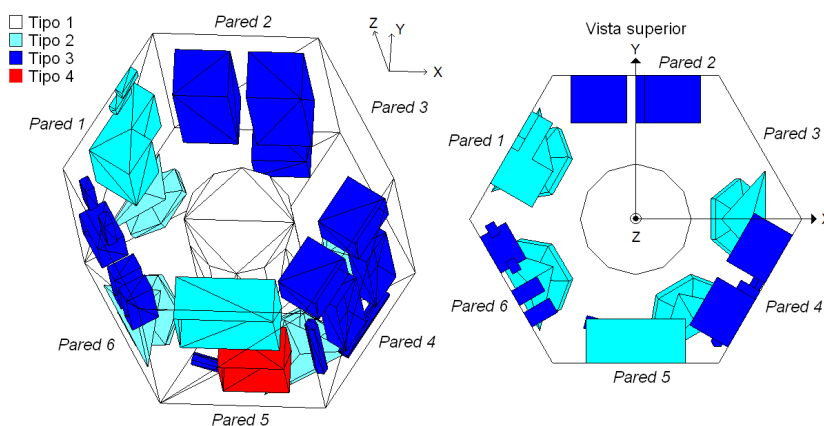 Tipo 1
Tipo 2
Tipo 3
Tipo 4
Pared 2
Z
Y
X
Pared 3
Pared 1
Pared 6
Pared 4
Pared 5
Vista superior
Y
Pared 2
Pared 1
Pared 3
X
Z
Pared 6
Pared 4
Pared 5